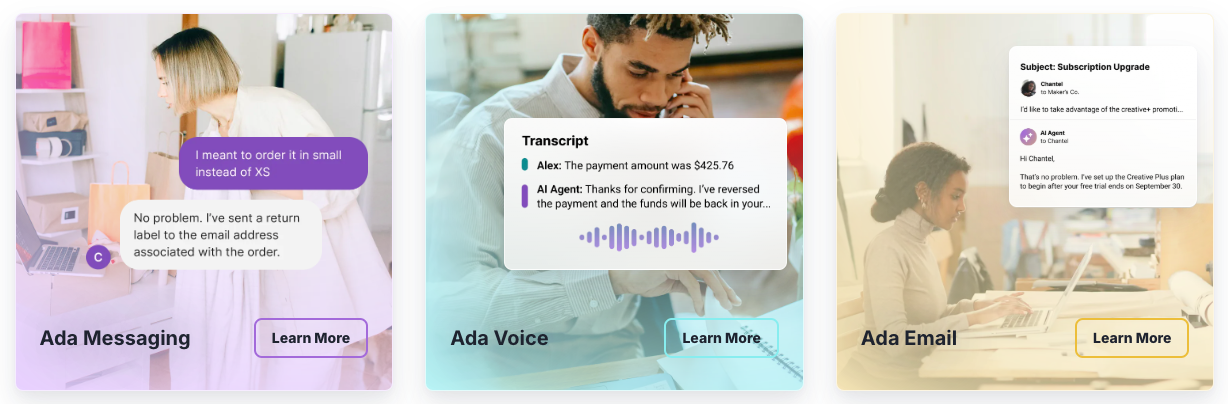 I meant to order it in small
instead of XS
No problem. I've sent a return
label to the email address
associated with the order.
C
Ada Messaging
Learn More
Transcript
Alex: The payment amount was $425.76
AI Agent: Thanks for confirming. I've reversed
the payment and the funds will be back in your...
Ada Voice
Learn More
Subject: Subscription Upgrade
Chantel
to Maker's Co.
I'd like to take advantage of the creative+ promoti...
AI Agent
to Chantel
Hi Chantel,
That's no problem. I've set up the Creative Plus plan
to begin after your free trial ends on September 30.
Ada Email
Learn More